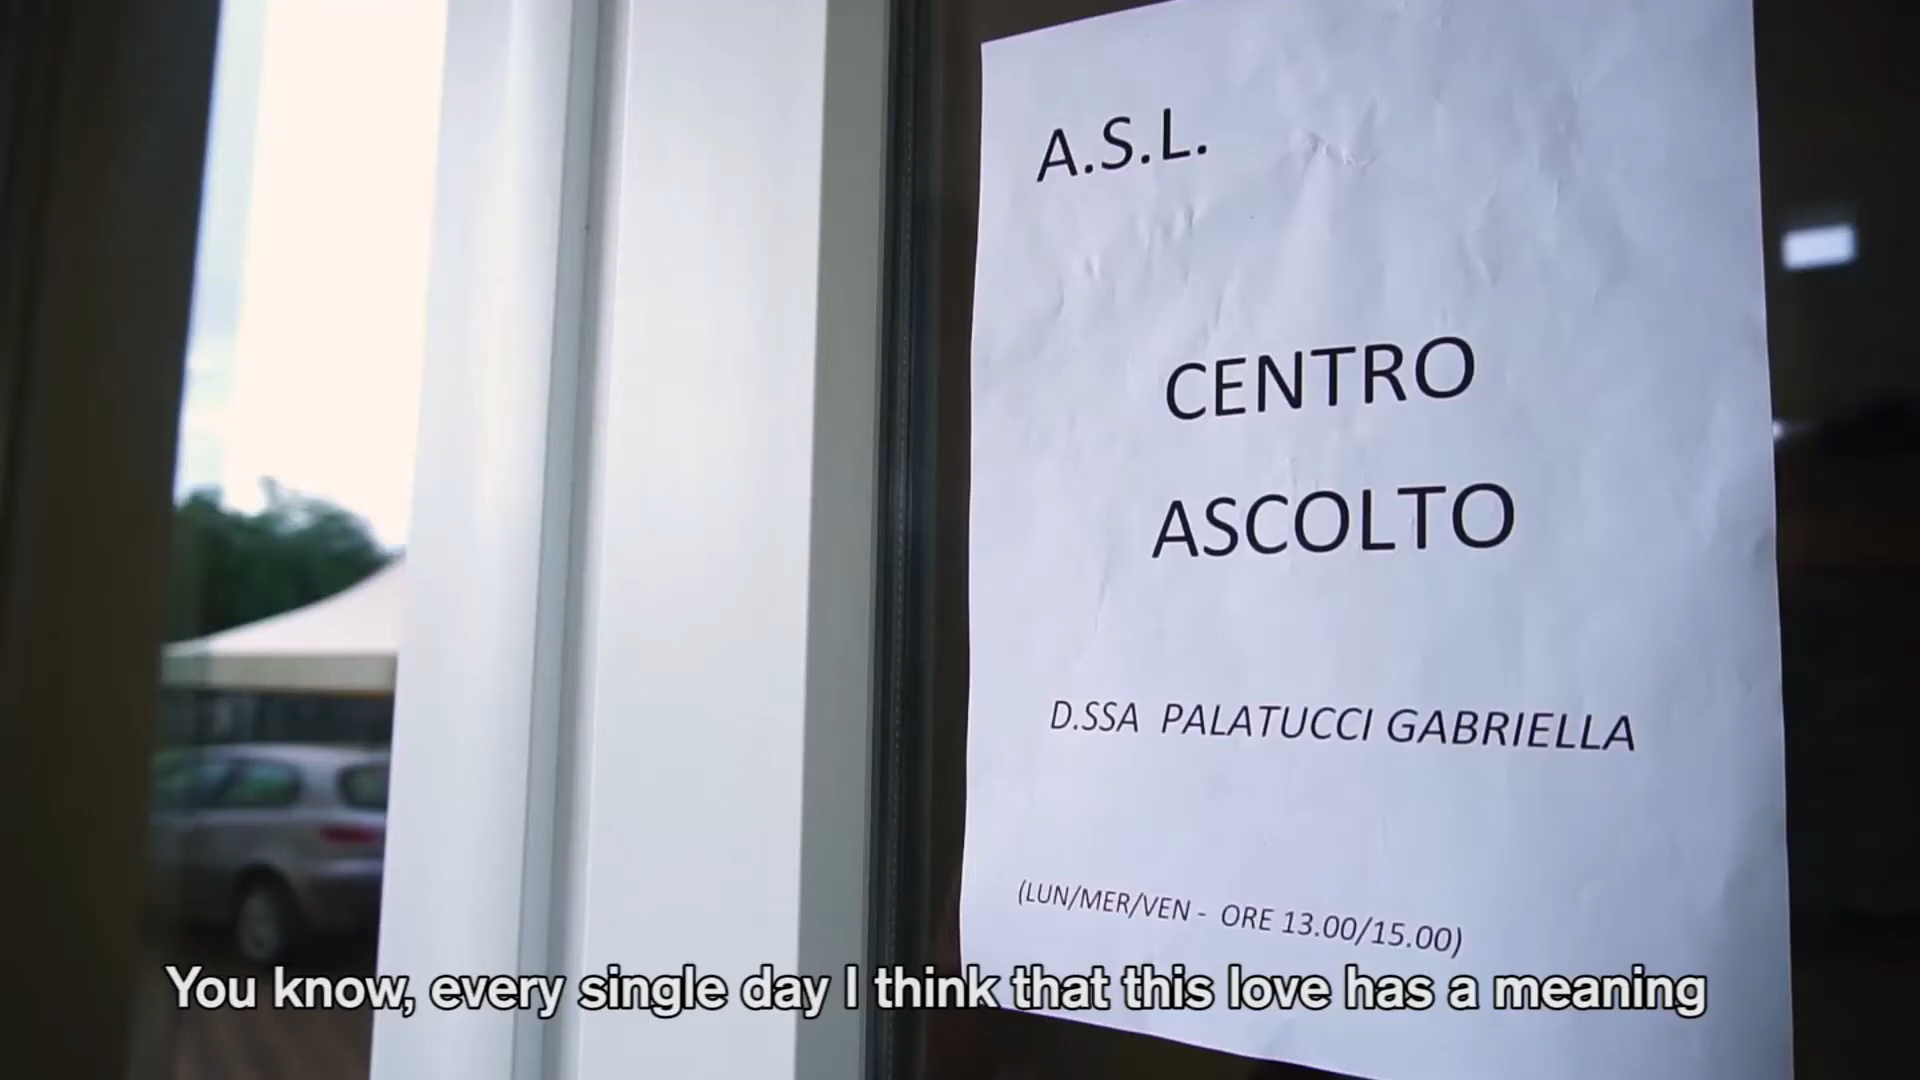 A.S.L.
CENTRO
ASCOLTO
D.SSA PALATUCCI GABRIELLA
(LUN/MER/VEN - ORE 13.00/15.00)
You know, every single day I think that this love has a meaning